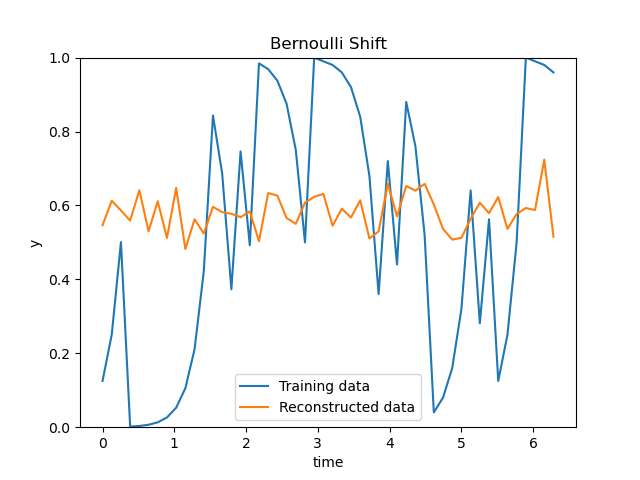 Bernoulli Shift
1.0
0.8
0.6
0.4
0.2
0.0
y
Training data
Reconstructed data
0 1 2 3 4 5 6
time